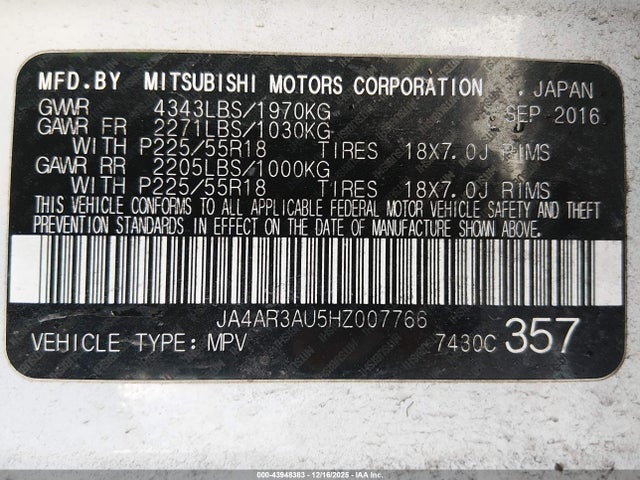 MFD.BY MITSUBISHI MOTORS CORPORATION , JAPAN
GVWR 4343LBS/1970KG SEP 2016
GAWR FR 2271LBS/1030KG
WITH P225/55R18 TIRES 18X7.0J RIMS
GAWR RR 2205LBS/1000KG
WITH P225/55R18 TIRES 18X7.0J RIMS
THIS VEHICLE CONFORMS TO ALL APPLICABLE FEDERAL MOTOR VEHICLE SAFETY AND THEFT
PREVENTION STANDARDS IN EFFECT ON THE DATE OF MANUFACTURE SHOWN ABOVE.
JA4AR3AU5HZ007766
VEHICLE TYPE: MPV 7430C 357
000-43948383 - 12/16/2025 - IAA Inc.